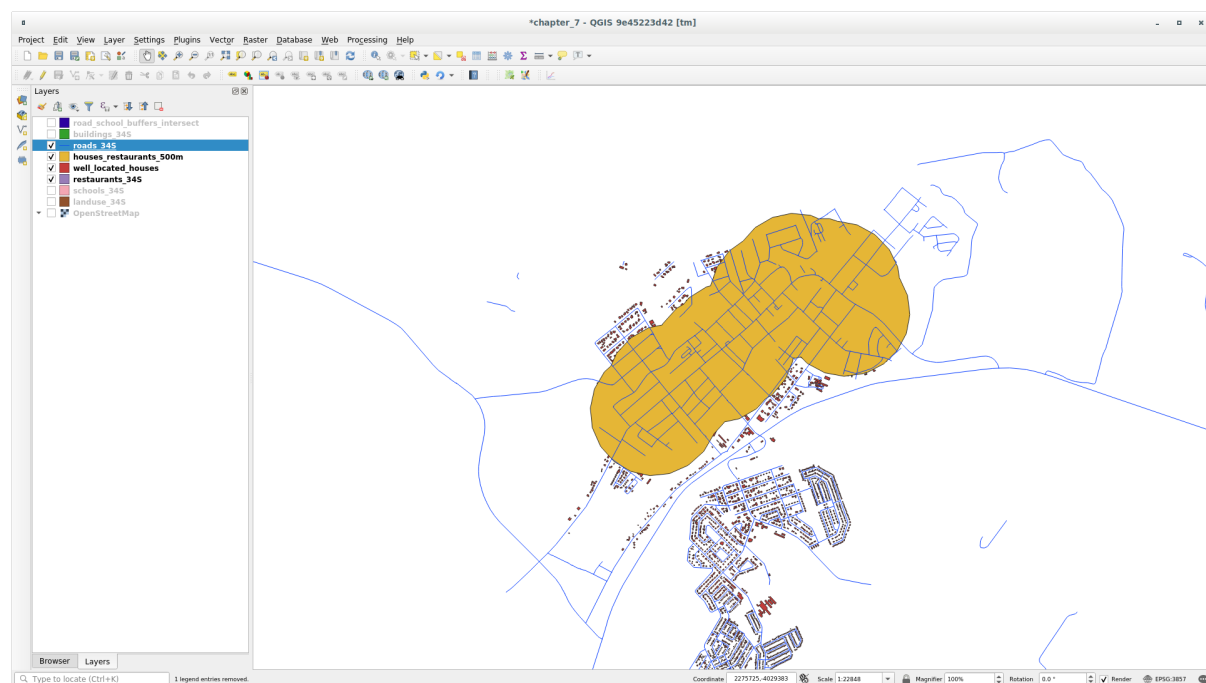 *chapter_7 - QGIS 9e45223d42 [tm]
Project Edit View Layer Settings Plugins Vector Raster Database Web Processing Help
Layers
road_school_buffers_intersect
buildings_34S
roads_34S
houses_restaurants_500m
well_located_houses
restaurants_34S
schools_34S
landuse_34S
OpenStreetMap
Browser Layers
Type to locate (Ctrl+K) 1 legend entries removed. Coordinate 2275725,-4029383 Scale 1:22848 Magnifier 100% Rotation 0.0 ° Render EPSG:3857